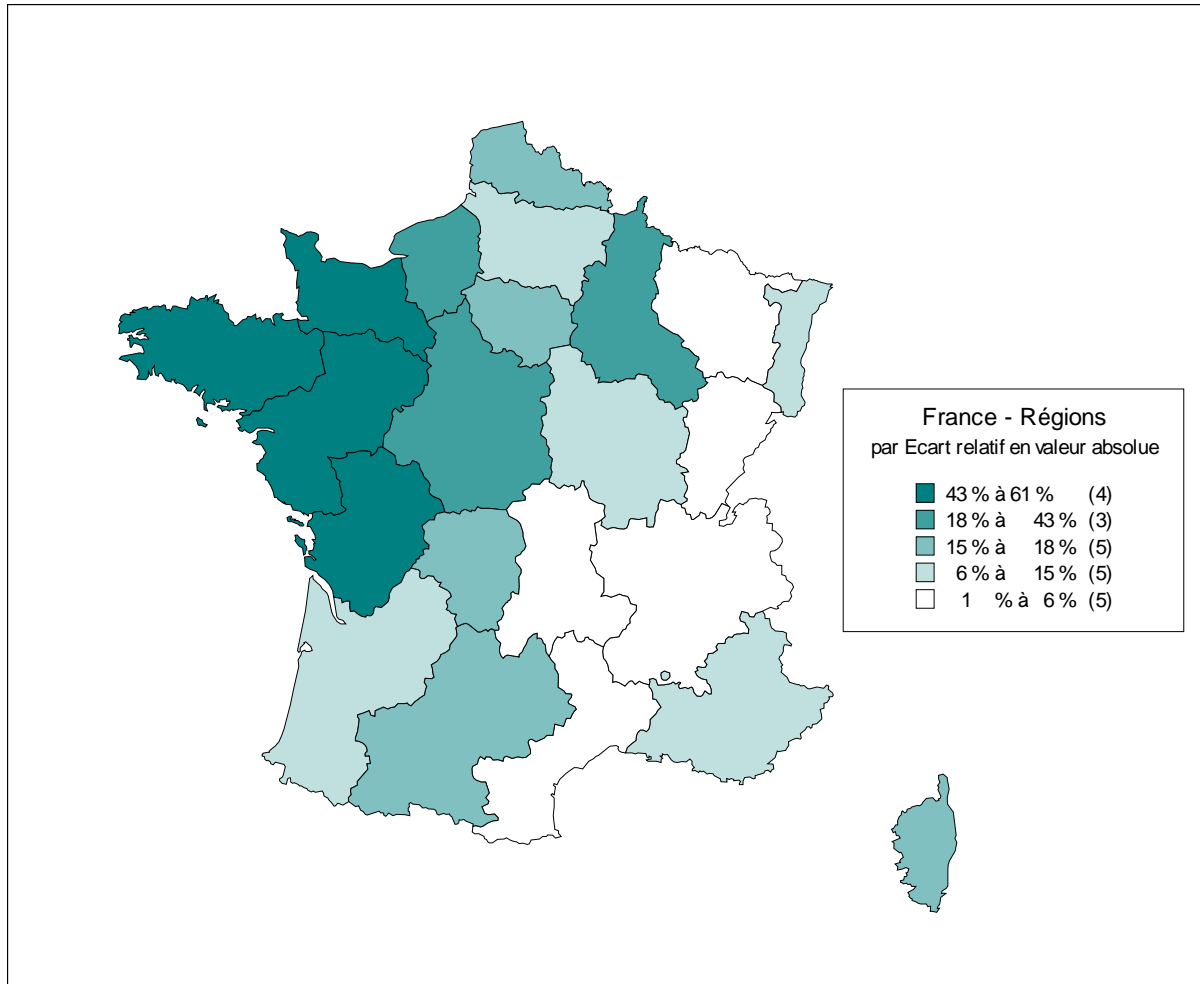 France - Régions
par Ecart relatif en valeur absolue
43 % à 61 % (4)
18 % à 43 % (3)
15 % à 18 % (5)
6 % à 15 % (5)
1 % à 6 % (5)